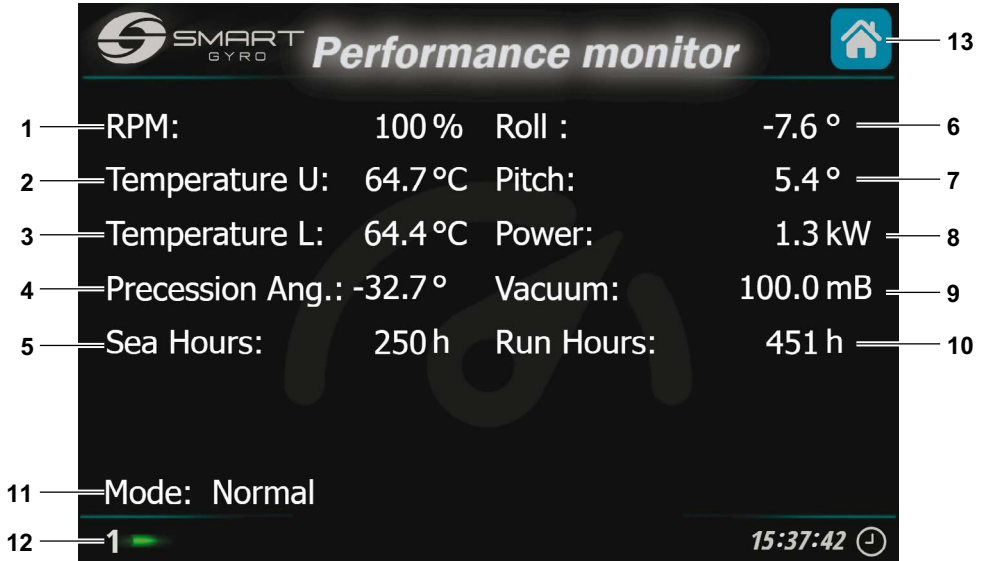 SMART
GYRO
Performance monitor
13
1 RPM: 100 % Roll : -7.6 ° 6
2 Temperature U: 64.7 °C Pitch: 5.4 ° 7
3 Temperature L: 64.4 °C Power: 1.3 kW 8
4 Precession Ang.: -32.7 ° Vacuum: 100.0 mB 9
5 Sea Hours: 250 h Run Hours: 451 h 10
11 Mode: Normal
12 1 15:37:42